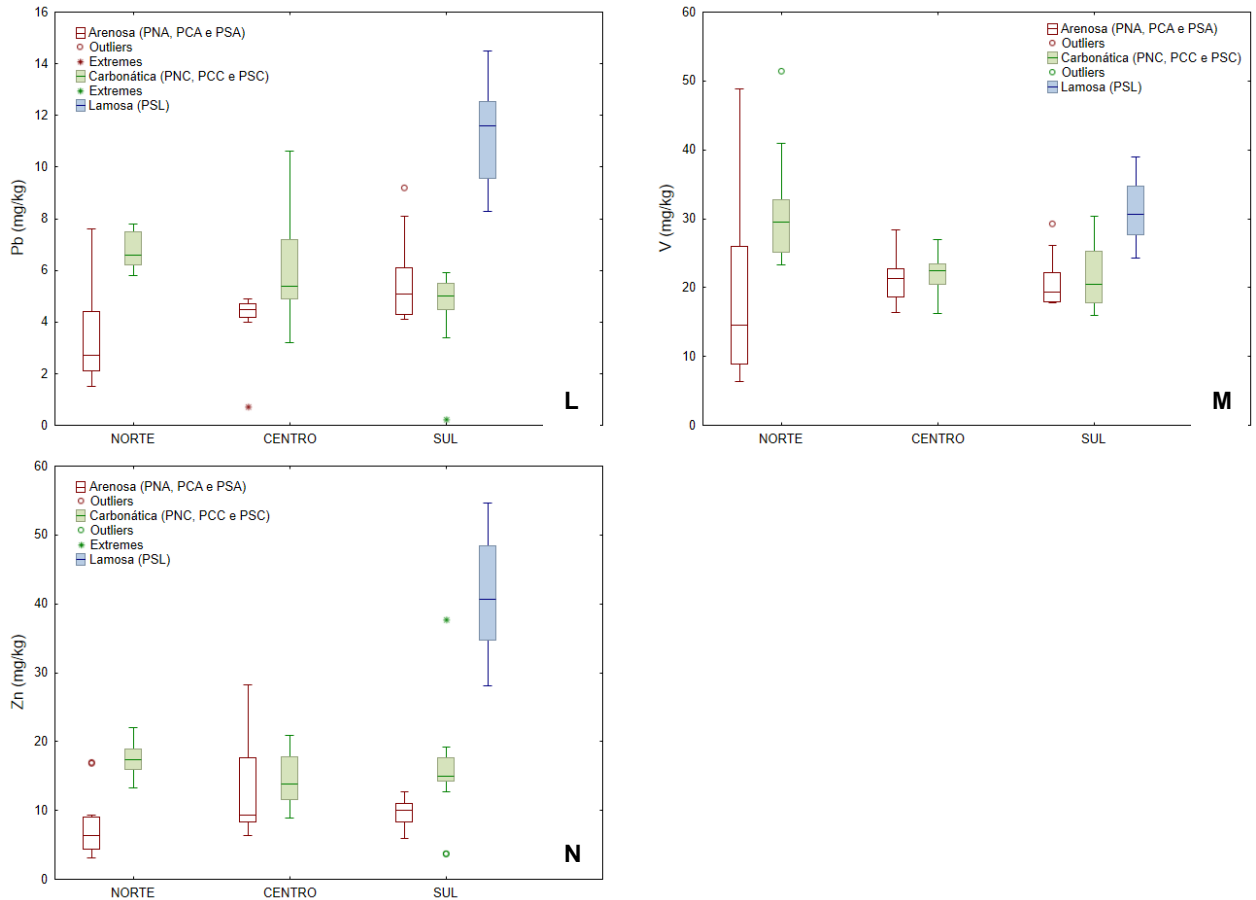 16
14
12
10
8
6
4
2
0
Pb (mg/kg)
Arenosa (PNA, PCA e PSA)
Outliers
Extremes
Carbonática (PNC, PCC e PSC)
Extremes
Lamosa (PSL)
L
NORTE CENTRO SUL
60
50
40
30
20
10
0
V (mg/kg)
Arenosa (PNA, PCA e PSA)
Outliers
Carbonática (PNC, PCC e PSC)
Outliers
Lamosa (PSL)
M
NORTE CENTRO SUL
60
50
40
30
20
10
0
Zn (mg/kg)
Arenosa (PNA, PCA e PSA)
Outliers
Carbonática (PNC, PCC e PSC)
Outliers
Extremes
Lamosa (PSL)
N
NORTE CENTRO SUL